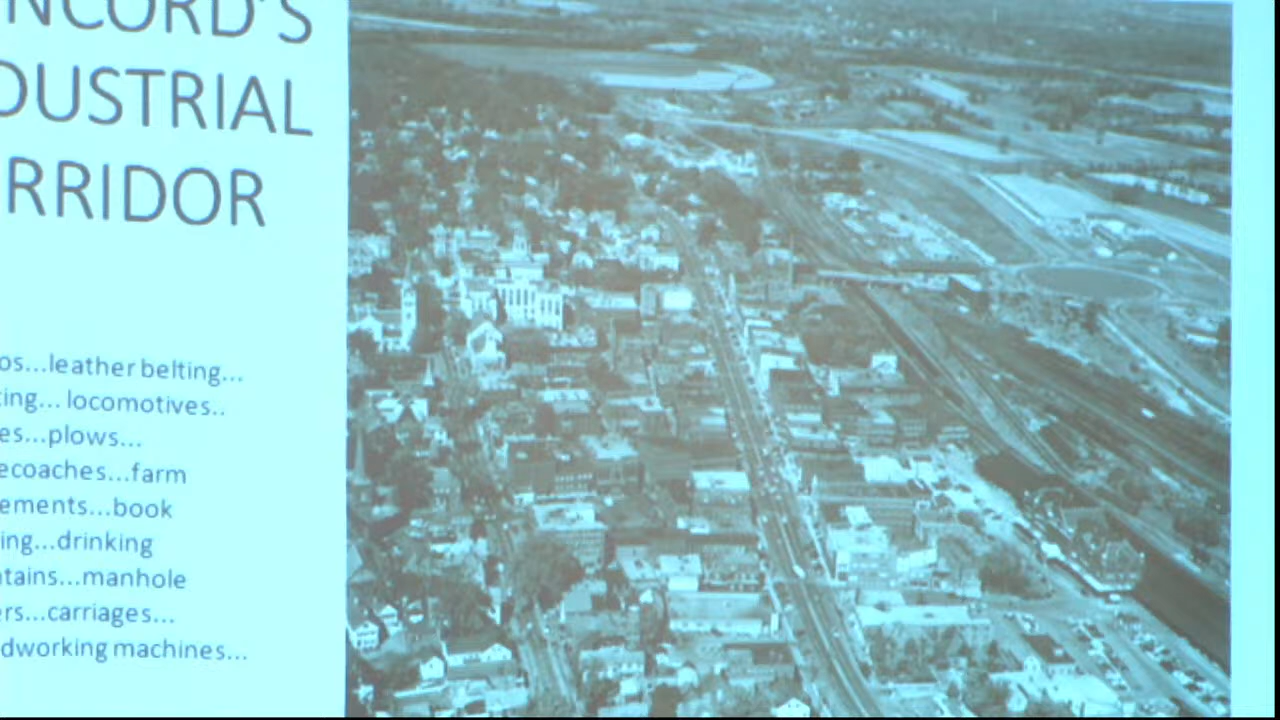 NCORD'S
DUSTRIAL
RRIDOR
os...leather belting...
ing... locomotives..
es...plows...
ecoaches...farm
ements...book
ing...drinking
tains...manhole
ers...carriages...
dworking machines...